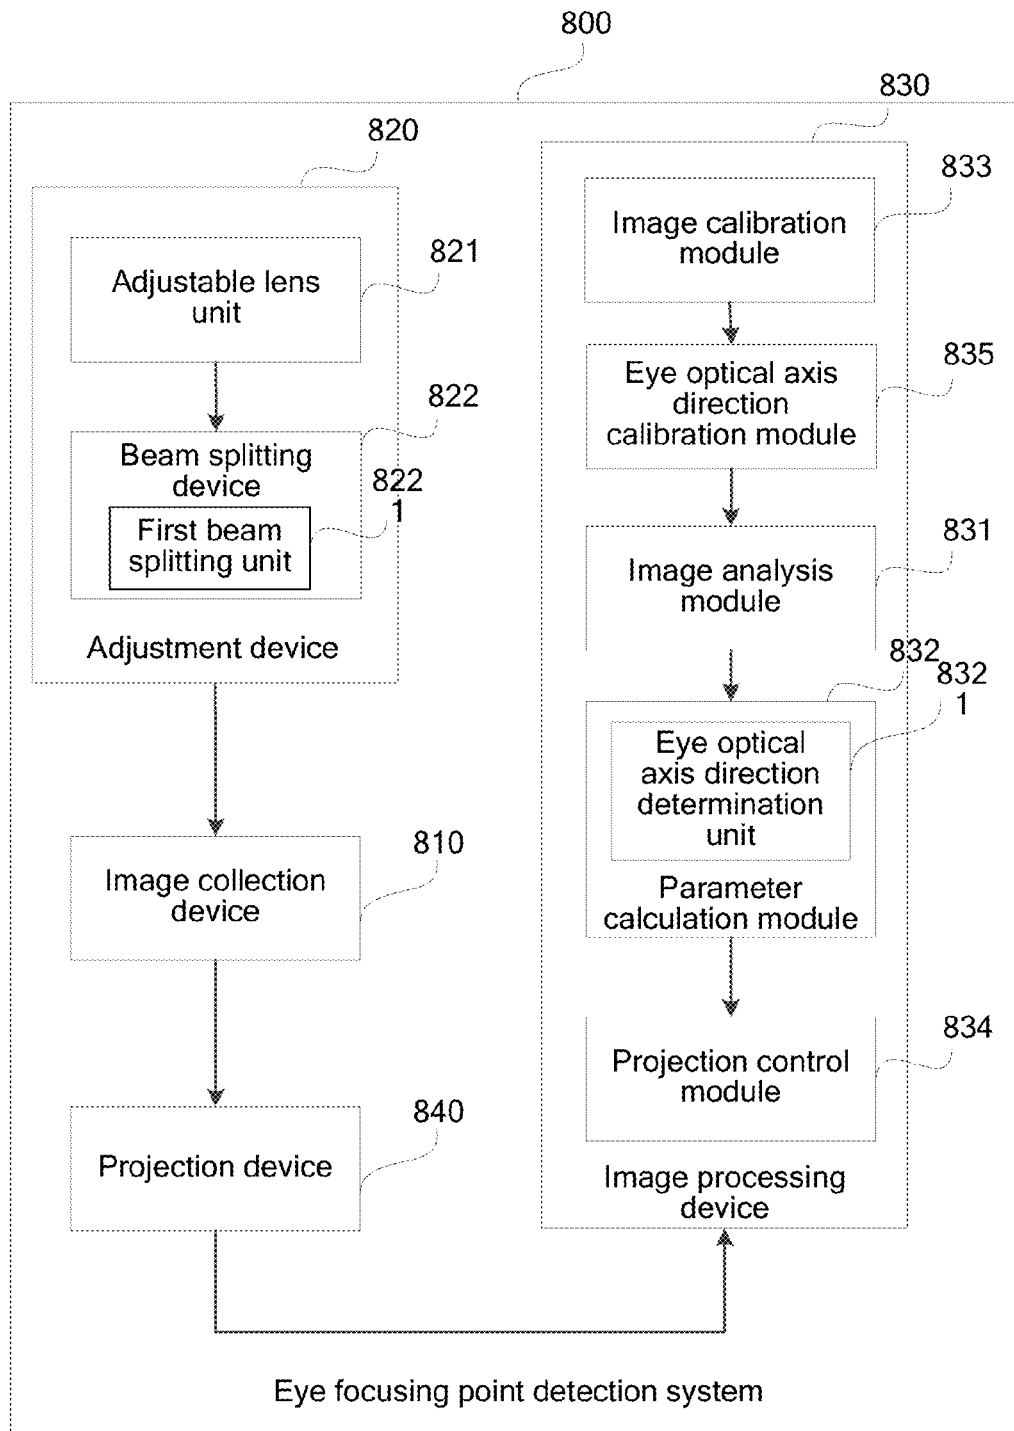 800
820
Adjustable lens
unit
821
Beam splitting
device
822
First beam
splitting unit
822
1
Adjustment device
Image collection
device
810
Projection device
840
830
Image calibration
module
833
Eye optical axis
direction
calibration module
835
Image analysis
module
831
832
Eye optical
axis direction
determination
unit
832
1
Parameter
calculation module
Projection control
module
834
Image processing
device
Eye focusing point detection system